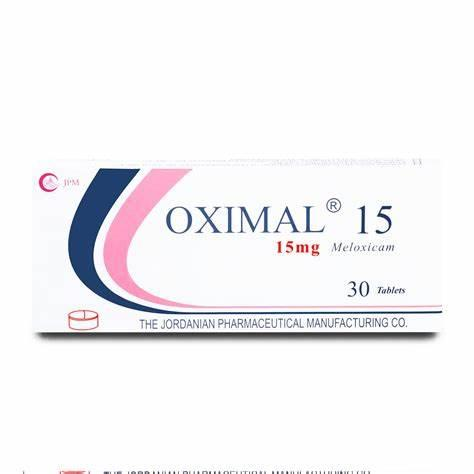 JPM
OXIMAL® 15
15mg Meloxicam
30 Tablets
THE JORDANIAN PHARMACEUTICAL MANUFACTURING CO.